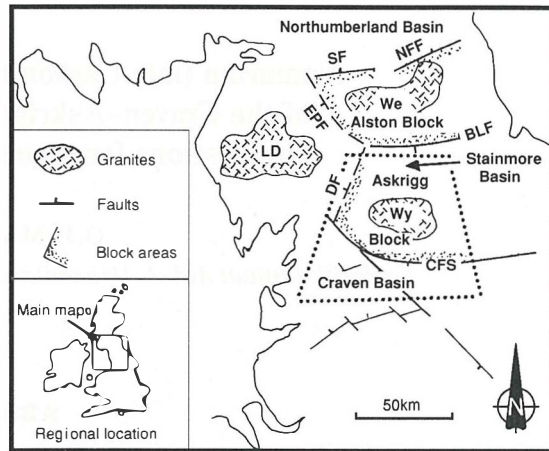 Northumberland Basin
SF
NFF
EPF
We
Alston Block
BLF
LD
Stainmore
Basin
DF
Askrigg
Wy
Block
CFS
Craven Basin
50km
N
Granites
Faults
Block areas
Main map
Regional location